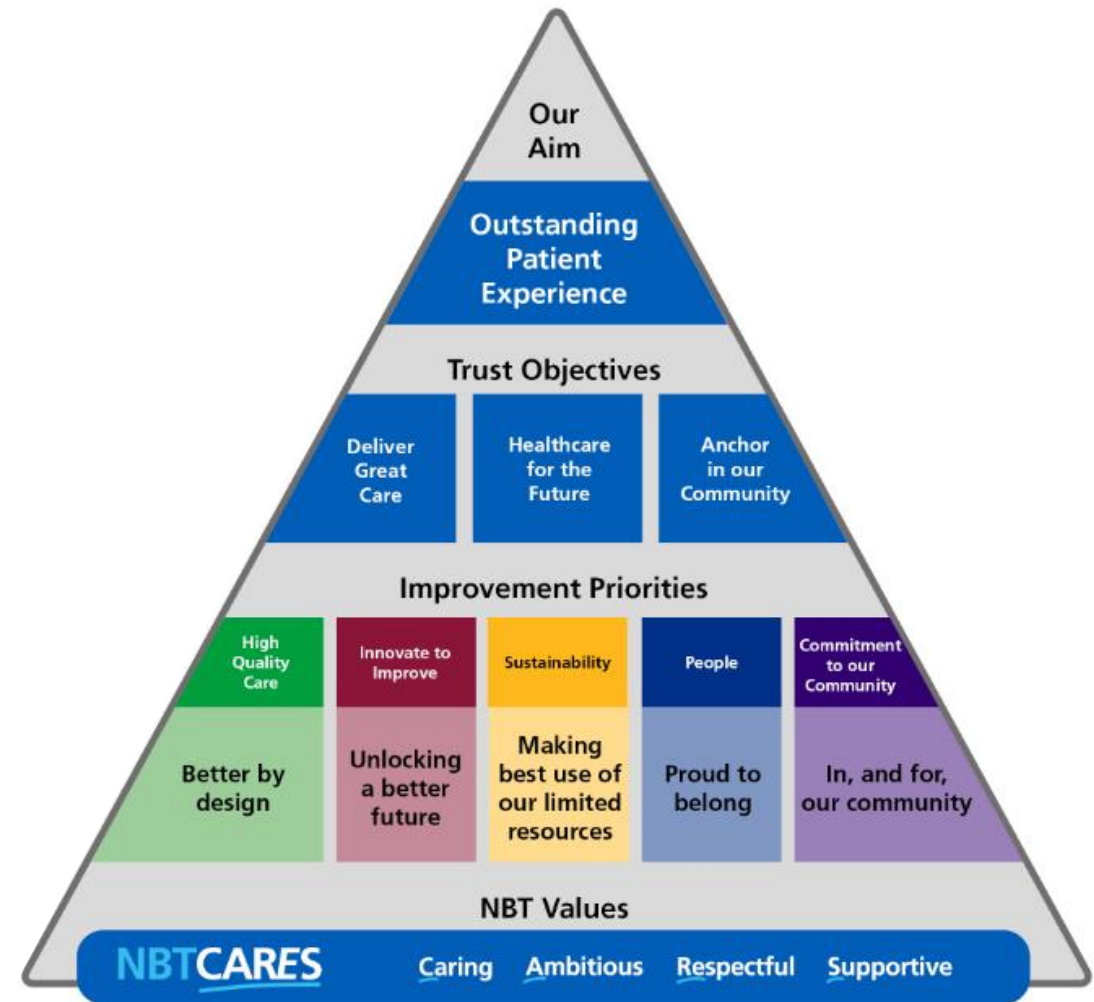 Our
Aim
Outstanding
Patient
Experience
Trust Objectives
Deliver
Great
Care
Healthcare
for the
Future
Anchor
in our
Community
Improvement Priorities
High
Quality
Care
Innovate to
Improve
Sustainability
People
Commitment
to our
Community
Better by
design
Unlocking
a better
future
Making
best use of
our limited
resources
Proud to
belong
In, and for,
our community
NBT Values
NBTCARES Caring Ambitious Respectful Supportive